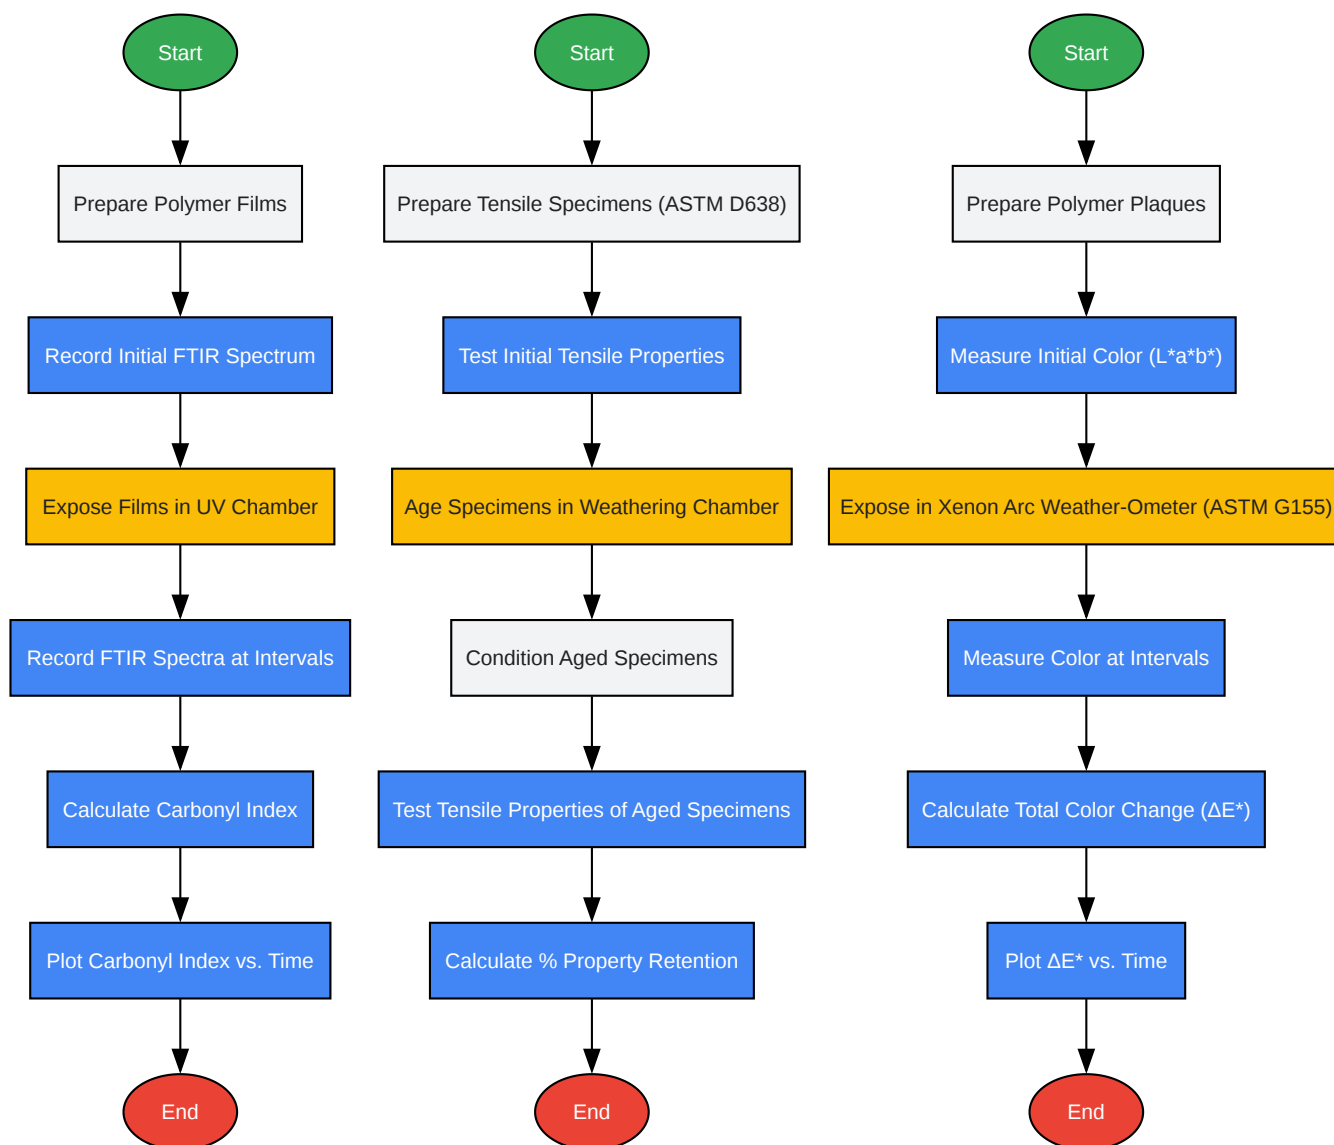 Start
Prepare Polymer Films
Record Initial FTIR Spectrum
Expose Films in UV Chamber
Record FTIR Spectra at Intervals
Calculate Carbonyl Index
Plot Carbonyl Index vs. Time
End
Start
Prepare Tensile Specimens (ASTM D638)
Test Initial Tensile Properties
Age Specimens in Weathering Chamber
Condition Aged Specimens
Test Tensile Properties of Aged Specimens
Calculate % Property Retention
End
Start
Prepare Polymer Plaques
Measure Initial Color (L*a*b*)
Expose in Xenon Arc Weather-Ometer (ASTM G155)
Measure Color at Intervals
Calculate Total Color Change (ΔE*)
Plot ΔE* vs. Time
End